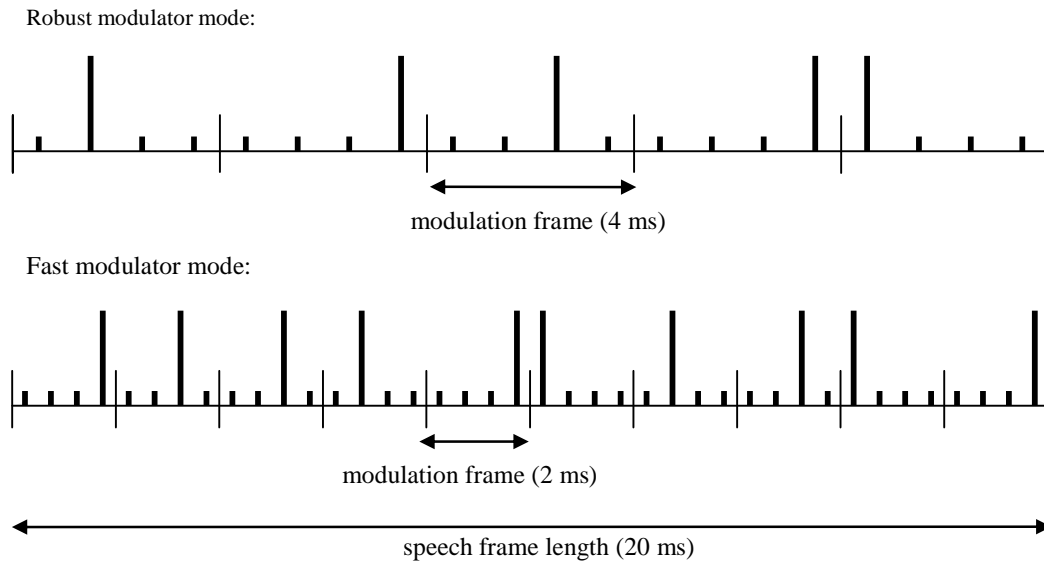 Robust modulator mode:
modulation frame (4 ms)
Fast modulator mode:
modulation frame (2 ms)
speech frame length (20 ms)